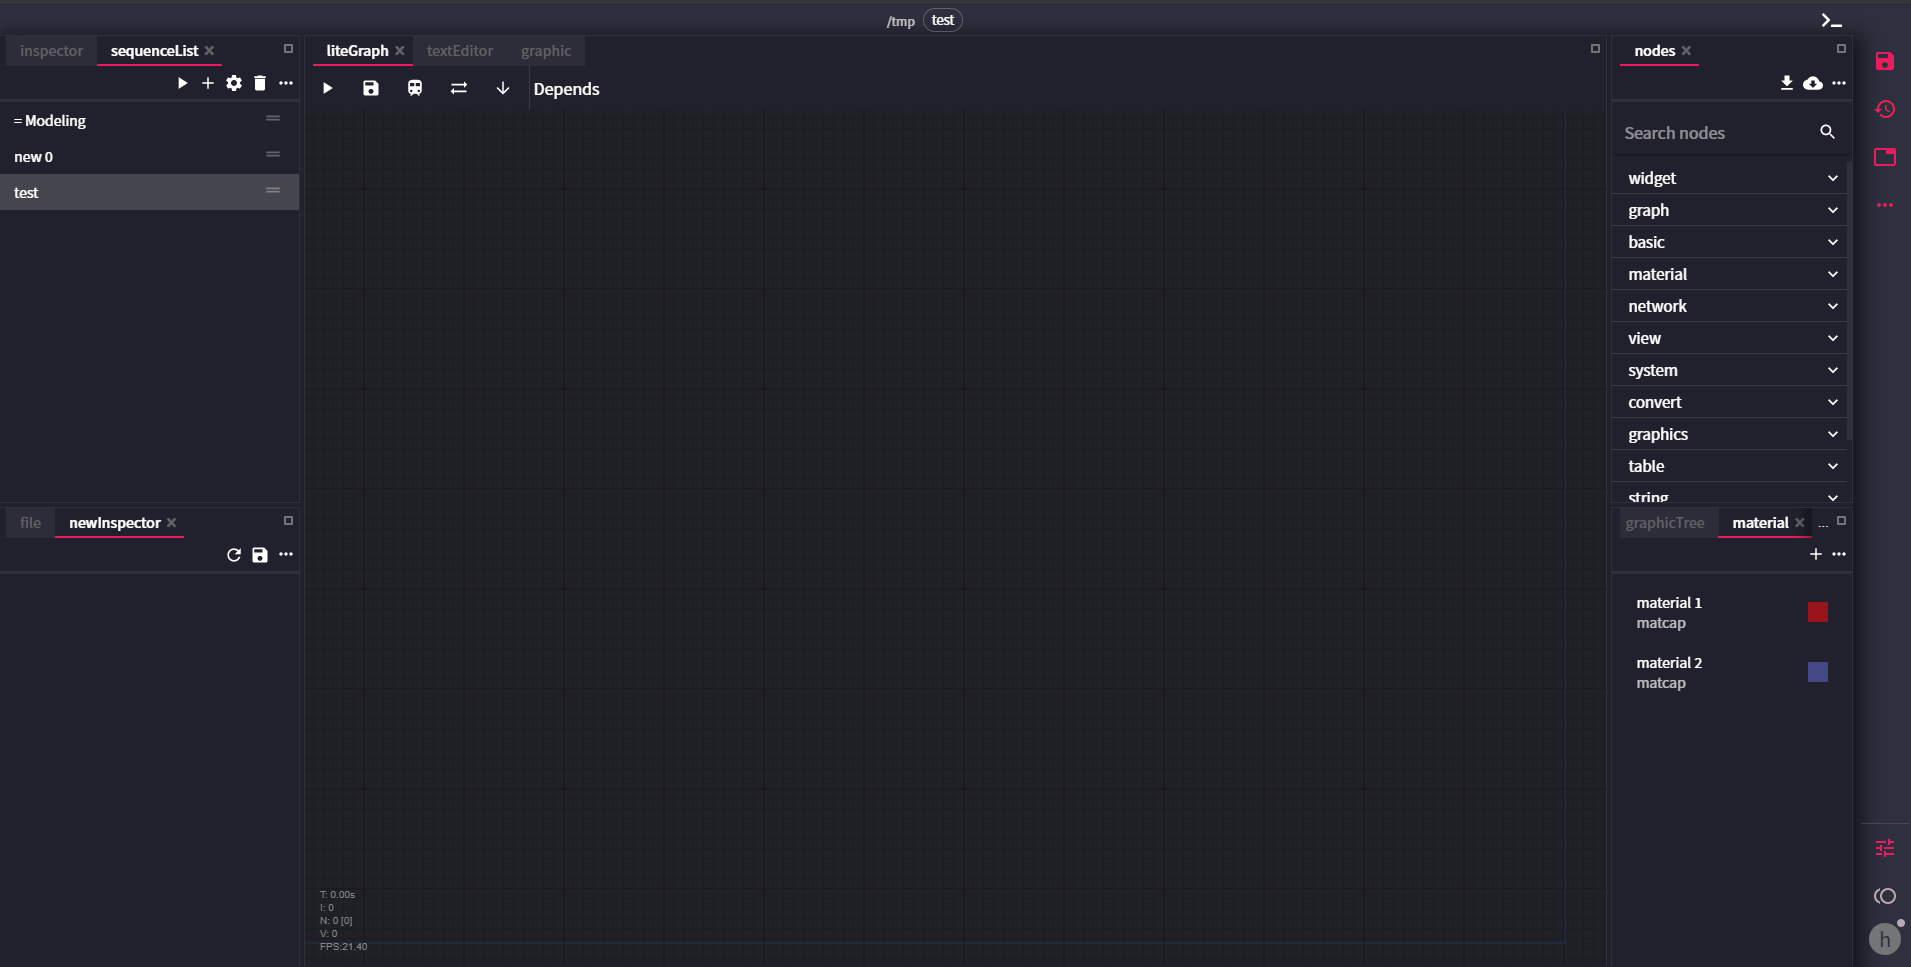 /tmp test
inspector sequenceList
= Modeling
new 0
test
file newInspector
liteGraph textEditor graphic
Depends
T: 0.00s
I: 0
N: 0 [0]
V: 0
FPS:21.40
nodes
Search nodes
widget
graph
basic
material
network
view
system
convert
graphics
table
string
graphicTree material ...
material 1
matcap
material 2
matcap
h